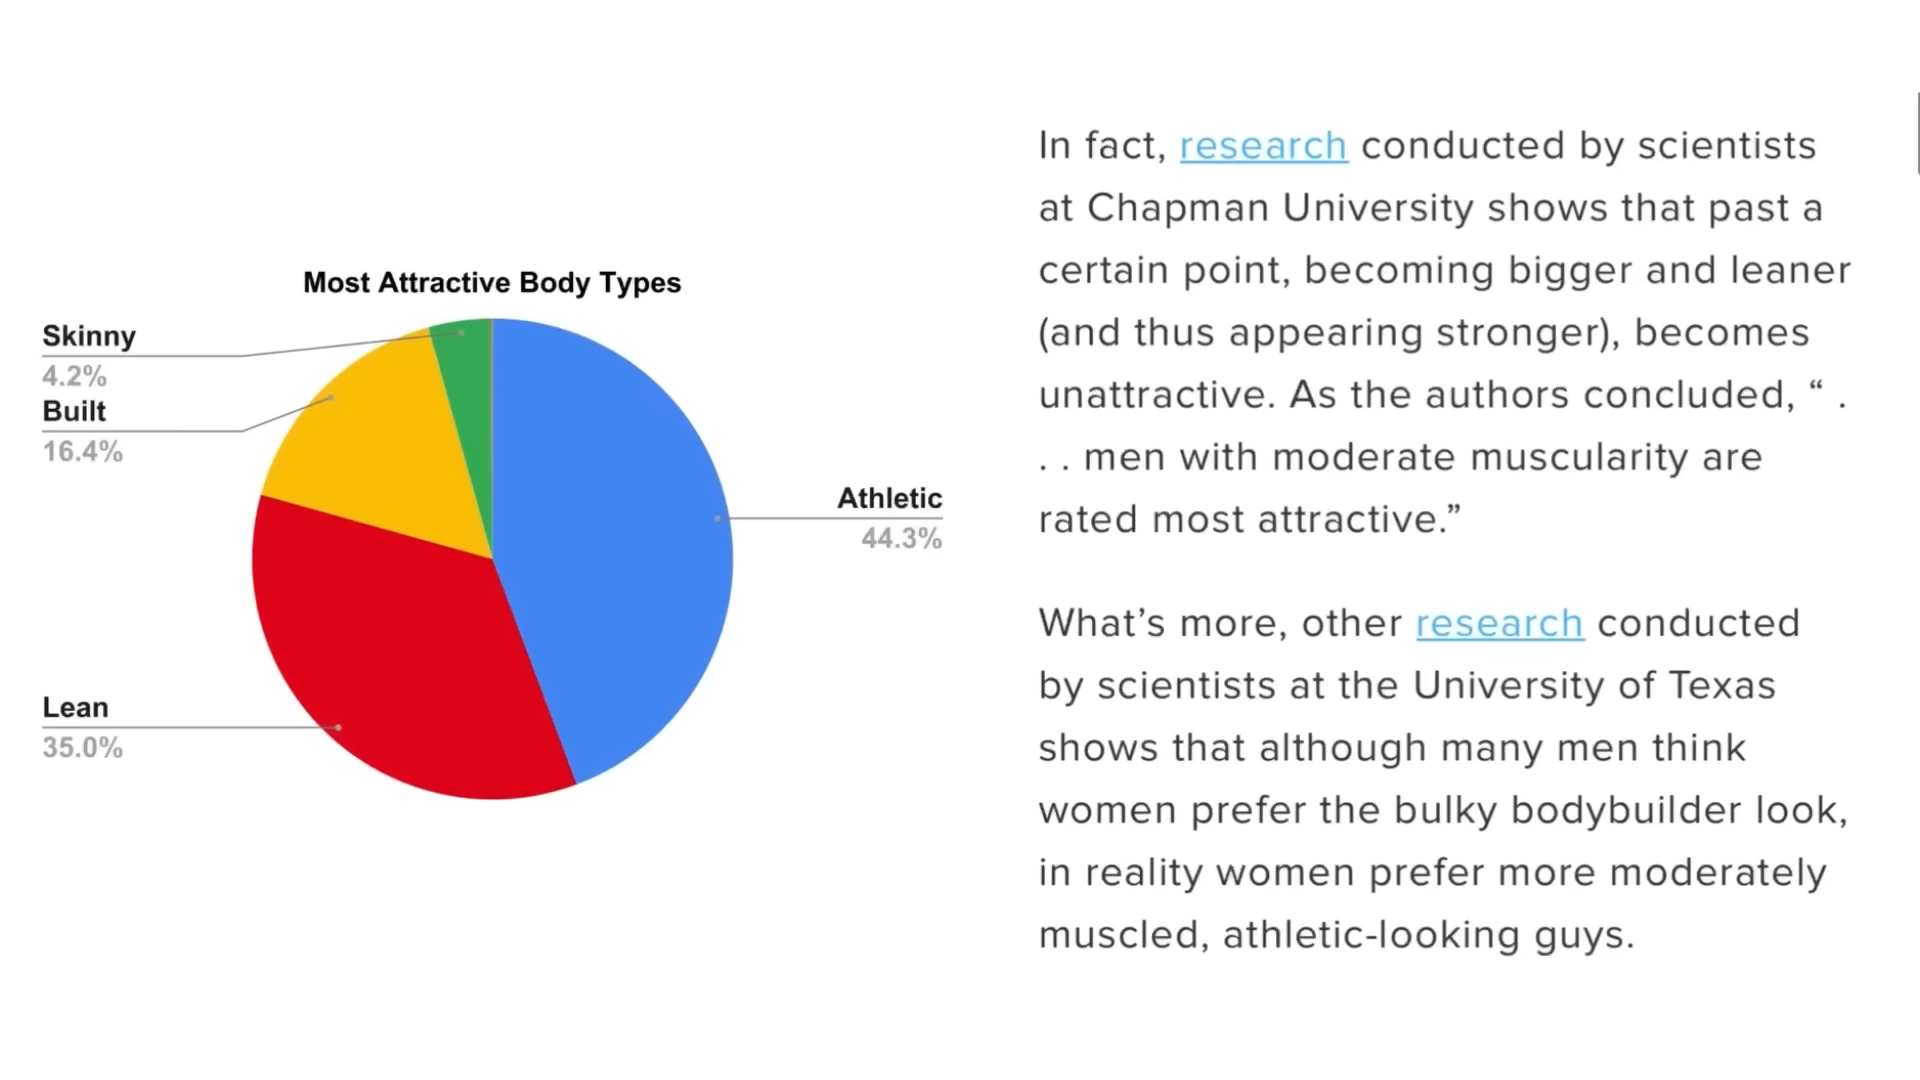 Most Attractive Body Types
Skinny
4.2%
Built
16.4%
Athletic
44.3%
Lean
35.0%
In fact, research conducted by scientists
at Chapman University shows that past a
certain point, becoming bigger and leaner
(and thus appearing stronger), becomes
unattractive. As the authors concluded, “ .
. . men with moderate muscularity are
rated most attractive.”
What’s more, other research conducted
by scientists at the University of Texas
shows that although many men think
women prefer the bulky bodybuilder look,
in reality women prefer more moderately
muscled, athletic-looking guys.